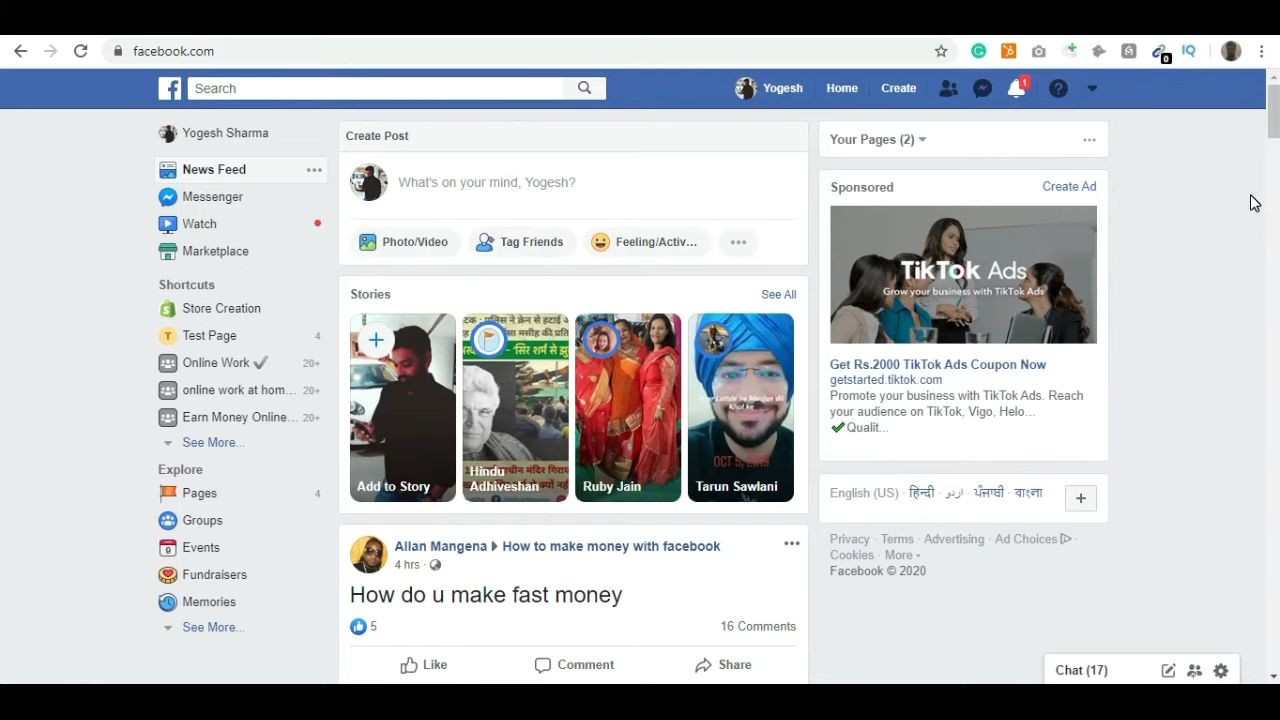 facebook.com
0
IQ
Search
Yogesh
Home
Create
1
Yogesh Sharma
News Feed
Messenger
Watch
Marketplace
Shortcuts
Store Creation
T
Test Page
4
Online Work
20+
online work at hom...
20+
Earn Money Online...
20+
See More...
Explore
Pages
4
Groups
9
Events
Fundraisers
Memories
See More...
Create Post
What's on your mind, Yogesh?
Photo/Video
Tag Friends
Feeling/Activ...
Stories
See All
Add to Story
Hindu
Adhiveshan
Ruby Jain
OCT 5, 2019
Tarun Sawlani
Allan Mangena
How to make money with facebook
4 hrs ·
How do u make fast money
5
16 Comments
Like
Comment
Share
Your Pages (2)
Sponsored
Create Ad
TikTok Ads
Grow your business with TikTok Ads
Get Rs.2000 TikTok Ads Coupon Now
getstarted.tiktok.com
Promote your business with TikTok Ads. Reach
your audience on TikTok, Vigo, Helo...
Qualit...
English (US) · हिन्दी · اردو · ਪੰਜਾਬੀ · বাংলা
Privacy · Terms · Advertising · Ad Choices ·
Cookies · More
Facebook © 2020
Chat (17)